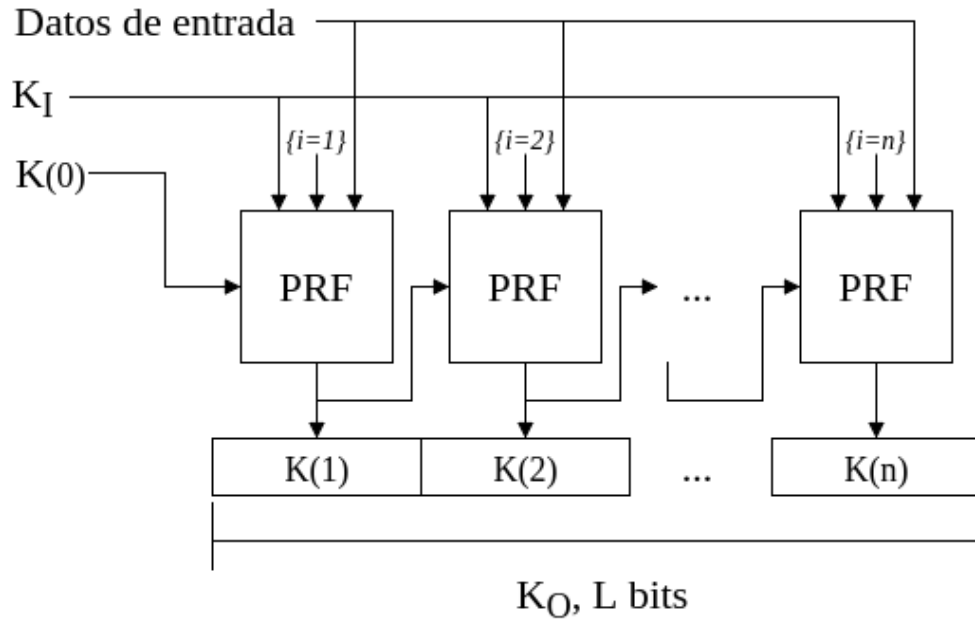 Datos de entrada
K_I
{i=1} {i=2} {i=n}
K(0)
PRF PRF ... PRF
K(1) K(2) ... K(n)
K_O, L bits